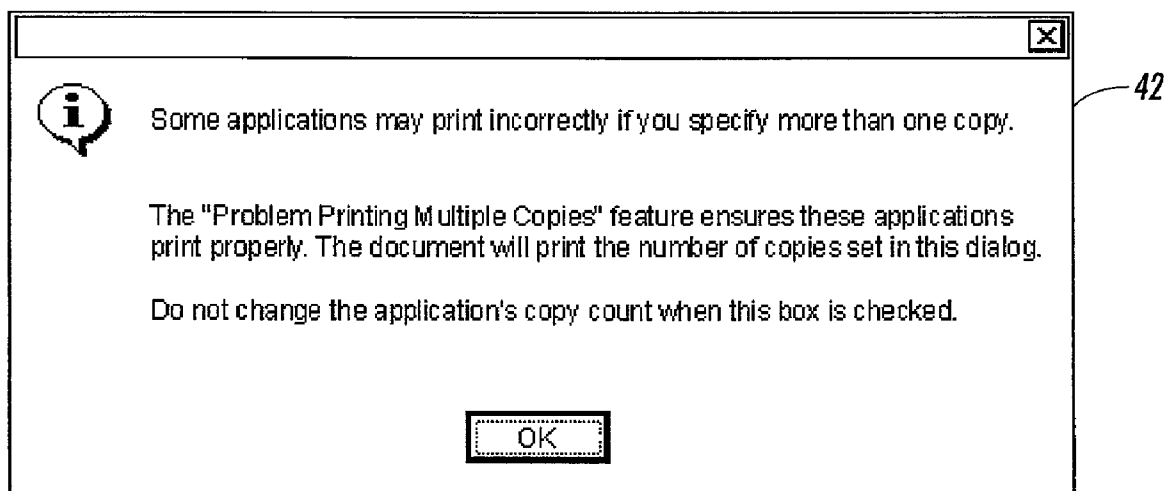 42
Some applications may print incorrectly if you specify more than one copy.
The "Problem Printing Multiple Copies" feature ensures these applications
print properly. The document will print the number of copies set in this dialog.
Do not change the application's copy count when this box is checked.
OK